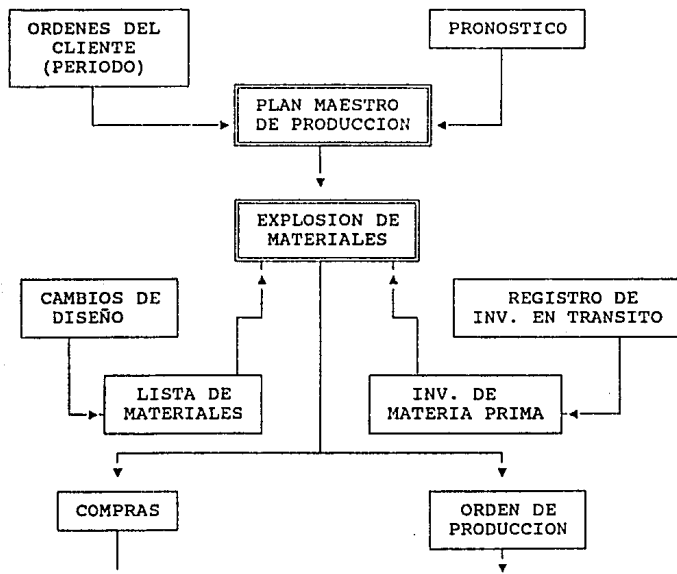 ORDENES DEL
CLIENTE
(PERIODO)
PRONOSTICO
PLAN MAESTRO
DE PRODUCCION
EXPLOSION DE
MATERIALES
CAMBIOS DE
DISEÑO
REGISTRO DE
INV. EN TRANSITO
LISTA DE
MATERIALES
INV. DE
MATERIA PRIMA
COMPRAS
ORDEN DE
PRODUCCION